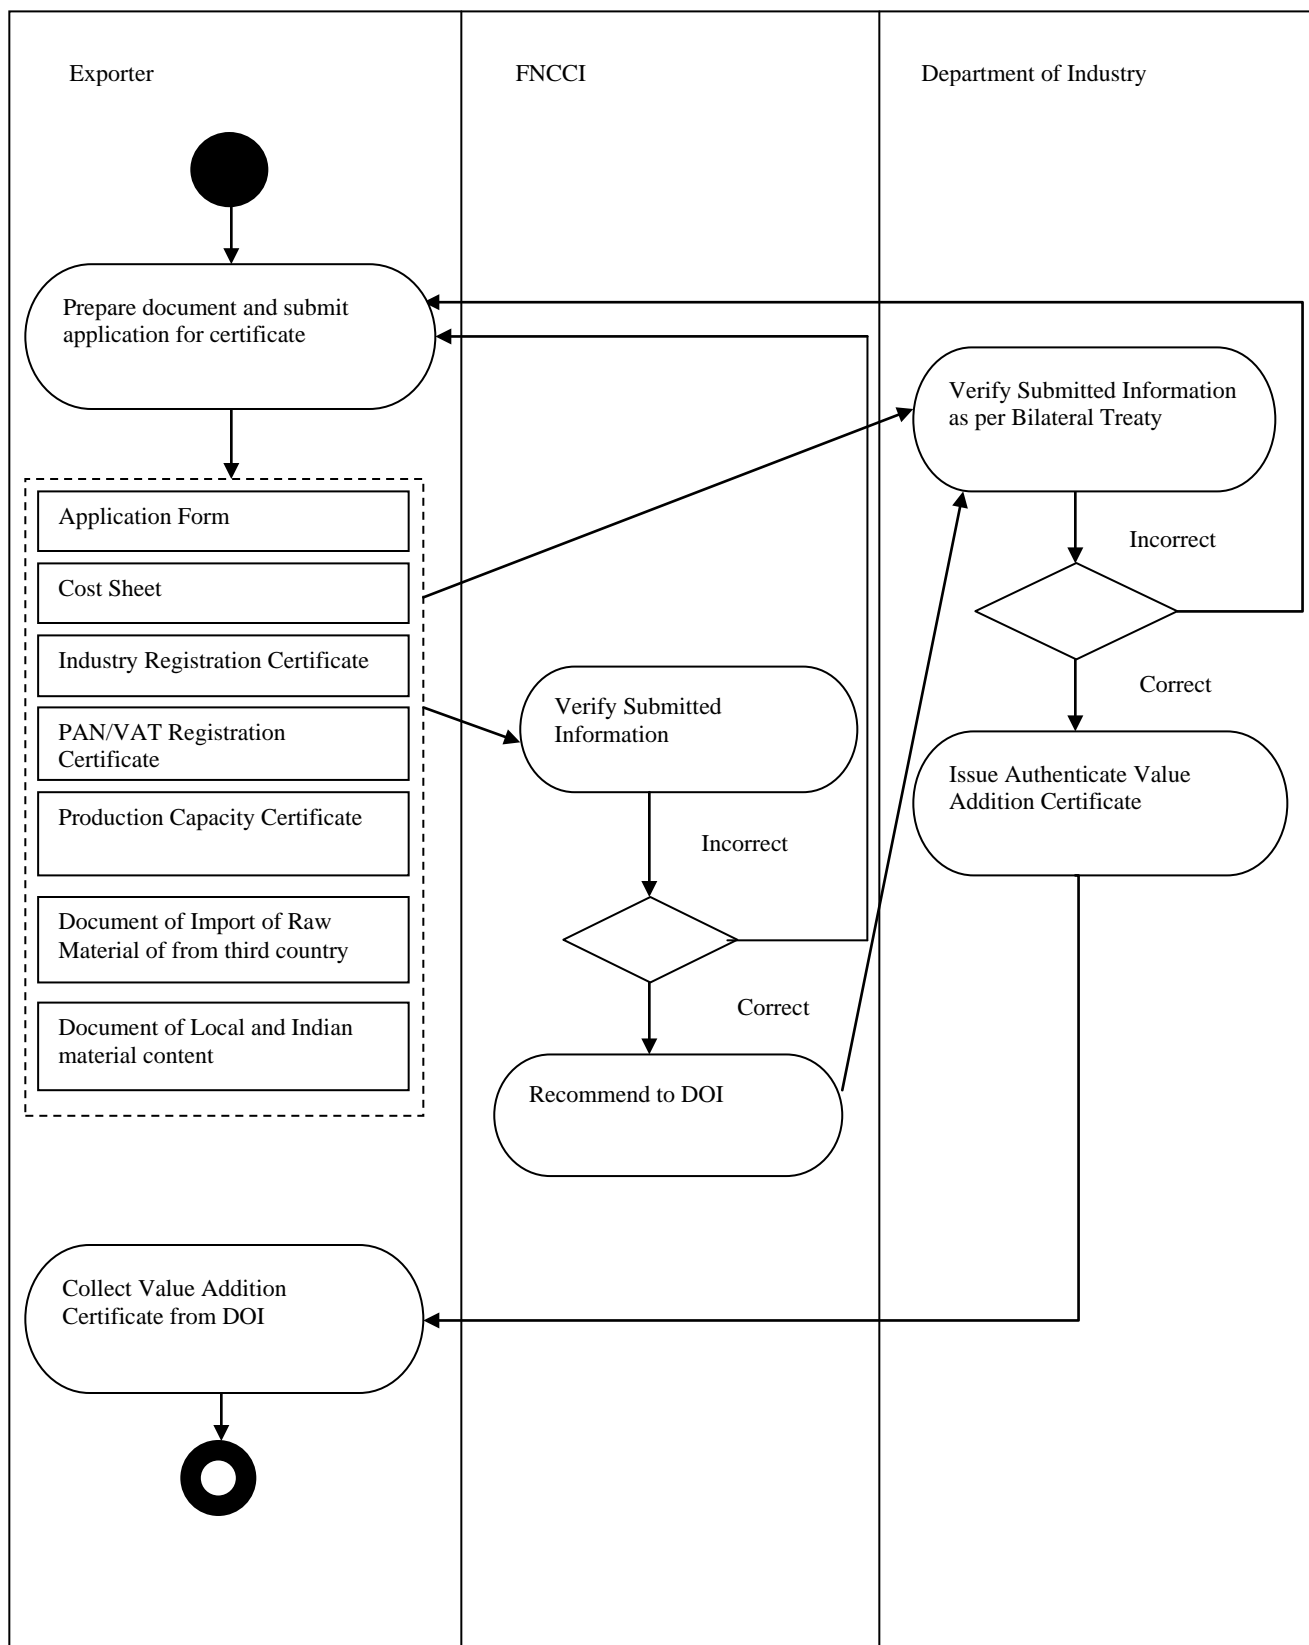 Exporter
FNCCI
Department of Industry
Prepare document and submit
application for certificate
Verify Submitted Information
as per Bilateral Treaty
Application Form
Incorrect
Cost Sheet
Industry Registration Certificate
Correct
Verify Submitted
Information
PAN/VAT Registration
Certificate
Issue Authenticate Value
Addition Certificate
Production Capacity Certificate
Incorrect
Document of Import of Raw
Material of from third country
Correct
Document of Local and Indian
material content
Recommend to DOI
Collect Value Addition
Certificate from DOI